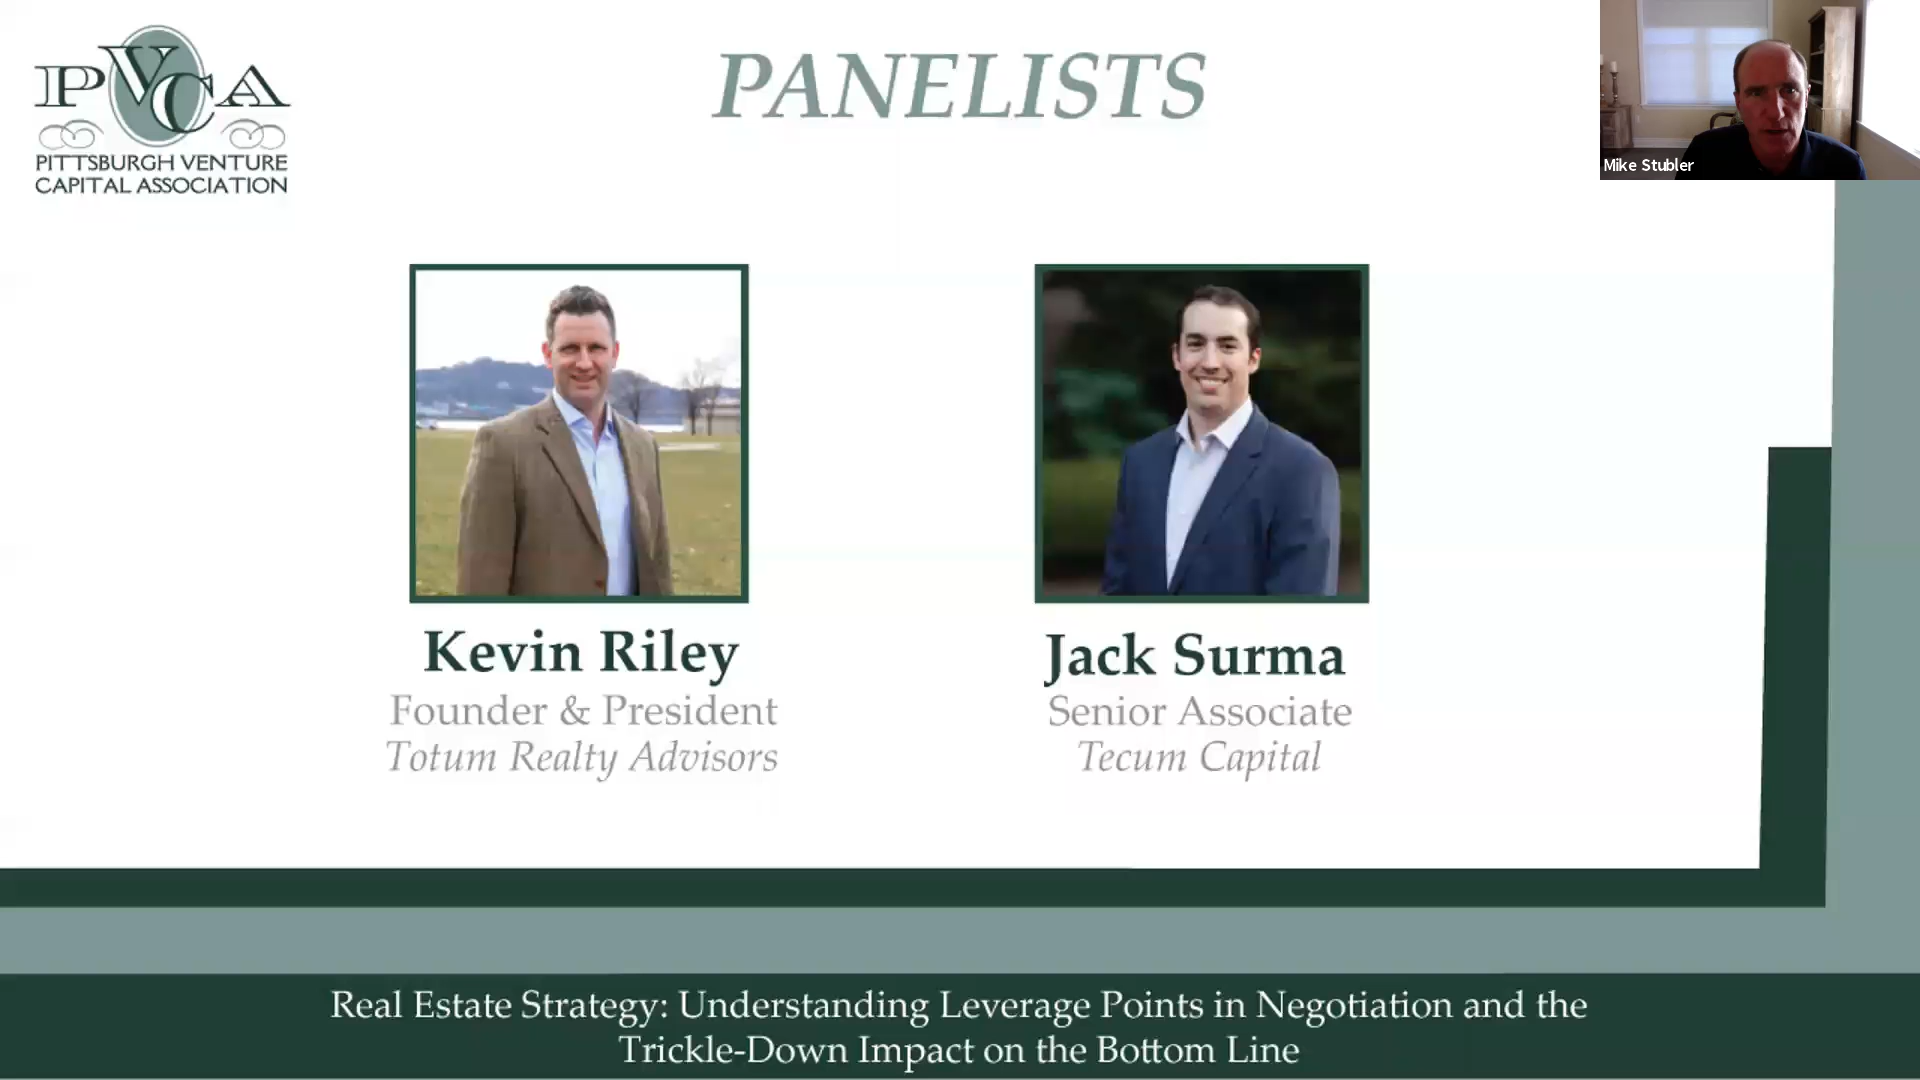 PVCA
PITTSBURGH VENTURE
CAPITAL ASSOCIATION
PANELISTS
Mike Stubler
Kevin Riley
Founder & President
Totum Realty Advisors
Jack Surma
Senior Associate
Tecum Capital
Real Estate Strategy: Understanding Leverage Points in Negotiation and the
Trickle-Down Impact on the Bottom Line